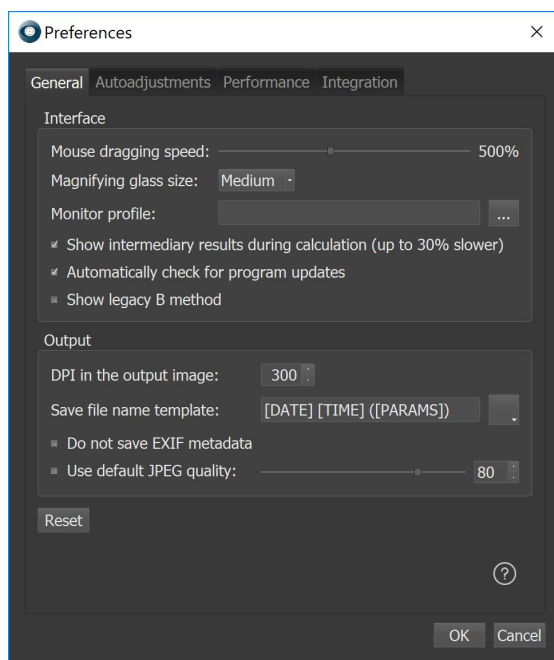 Preferences
General Autoadjustments Performance Integration
Interface
Mouse dragging speed: 500%
Magnifying glass size: Medium
Monitor profile: ...
Show intermediary results during calculation (up to 30% slower)
Automatically check for program updates
Show legacy B method
Output
DPI in the output image: 300
Save file name template: [DATE] [TIME] ([PARAMS])
Do not save EXIF metadata
Use default JPEG quality: 80
Reset
?
OK Cancel